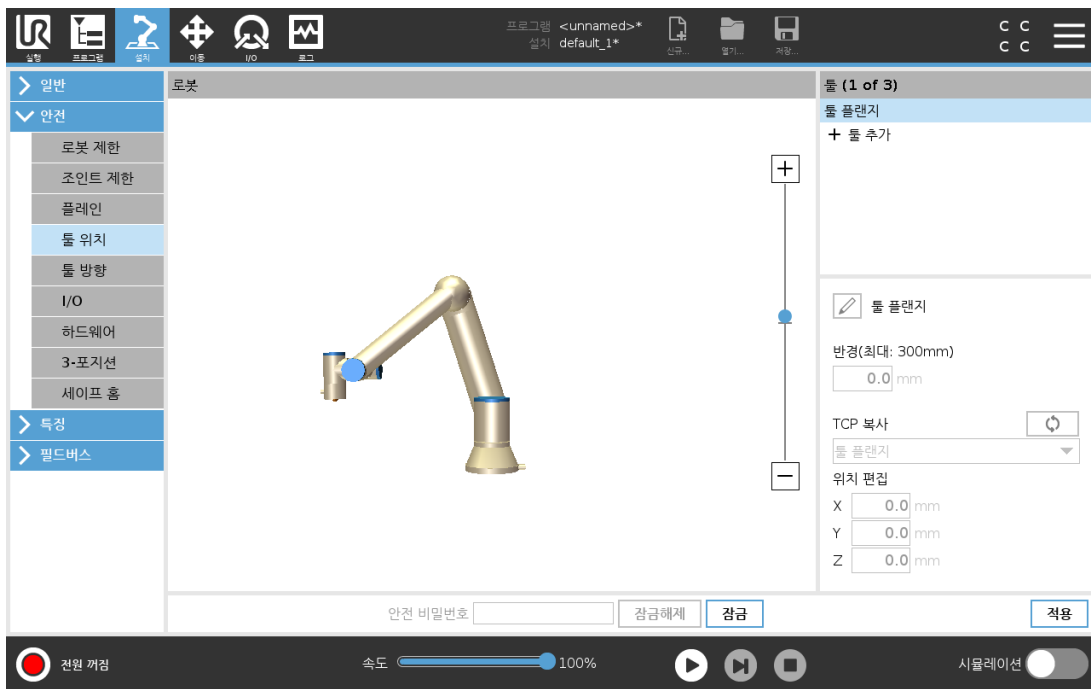 UR
실행 프로그램 설치 이동 I/O 로그
프로그램 <unnamed>*
설치 default_1*
신규... 열기... 저장...
C C
C C
일반
안전
로봇 제한
조인트 제한
플레인
툴 위치
툴 방향
I/O
하드웨어
3-포지션
세이프 홈
특징
필드버스
로봇
+
−
툴 (1 of 3)
툴 플랜지
+ 툴 추가
툴 플랜지
반경(최대: 300mm)
0.0 mm
TCP 복사
툴 플랜지
위치 편집
X 0.0 mm
Y 0.0 mm
Z 0.0 mm
안전 비밀번호 잠금해제 잠금 적용
전원 꺼짐 속도 100% 시뮬레이션